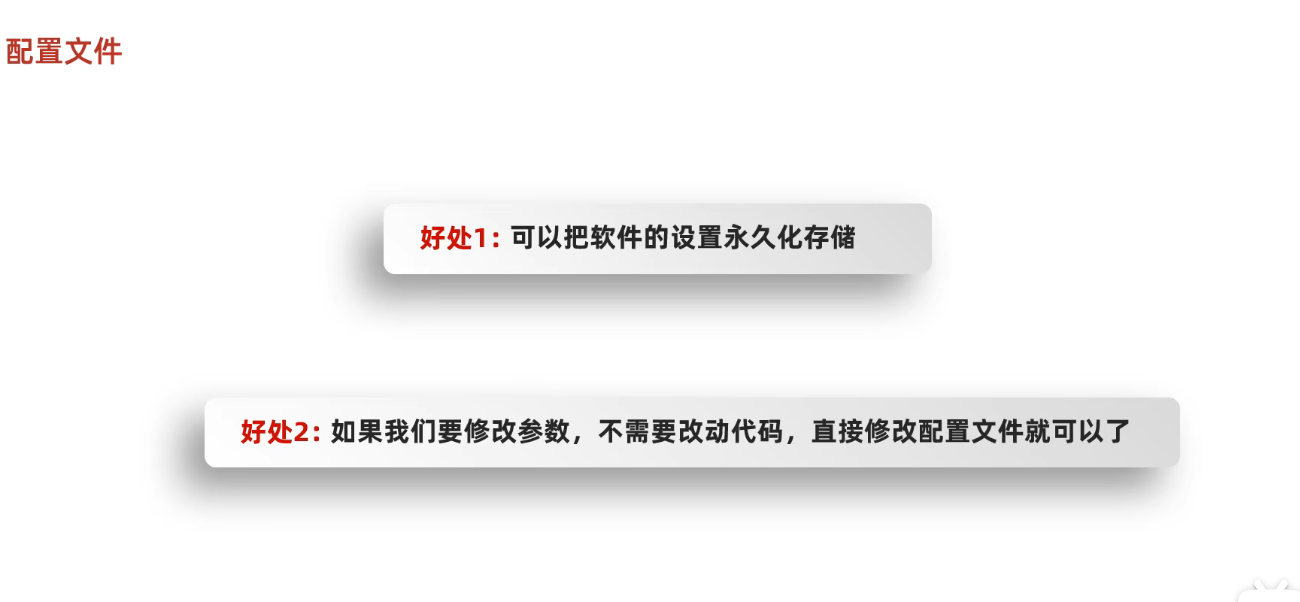 配置文件
好处1：可以把软件的设置永久化存储
好处2：如果我们要修改参数，不需要改动代码，直接修改配置文件就可以了